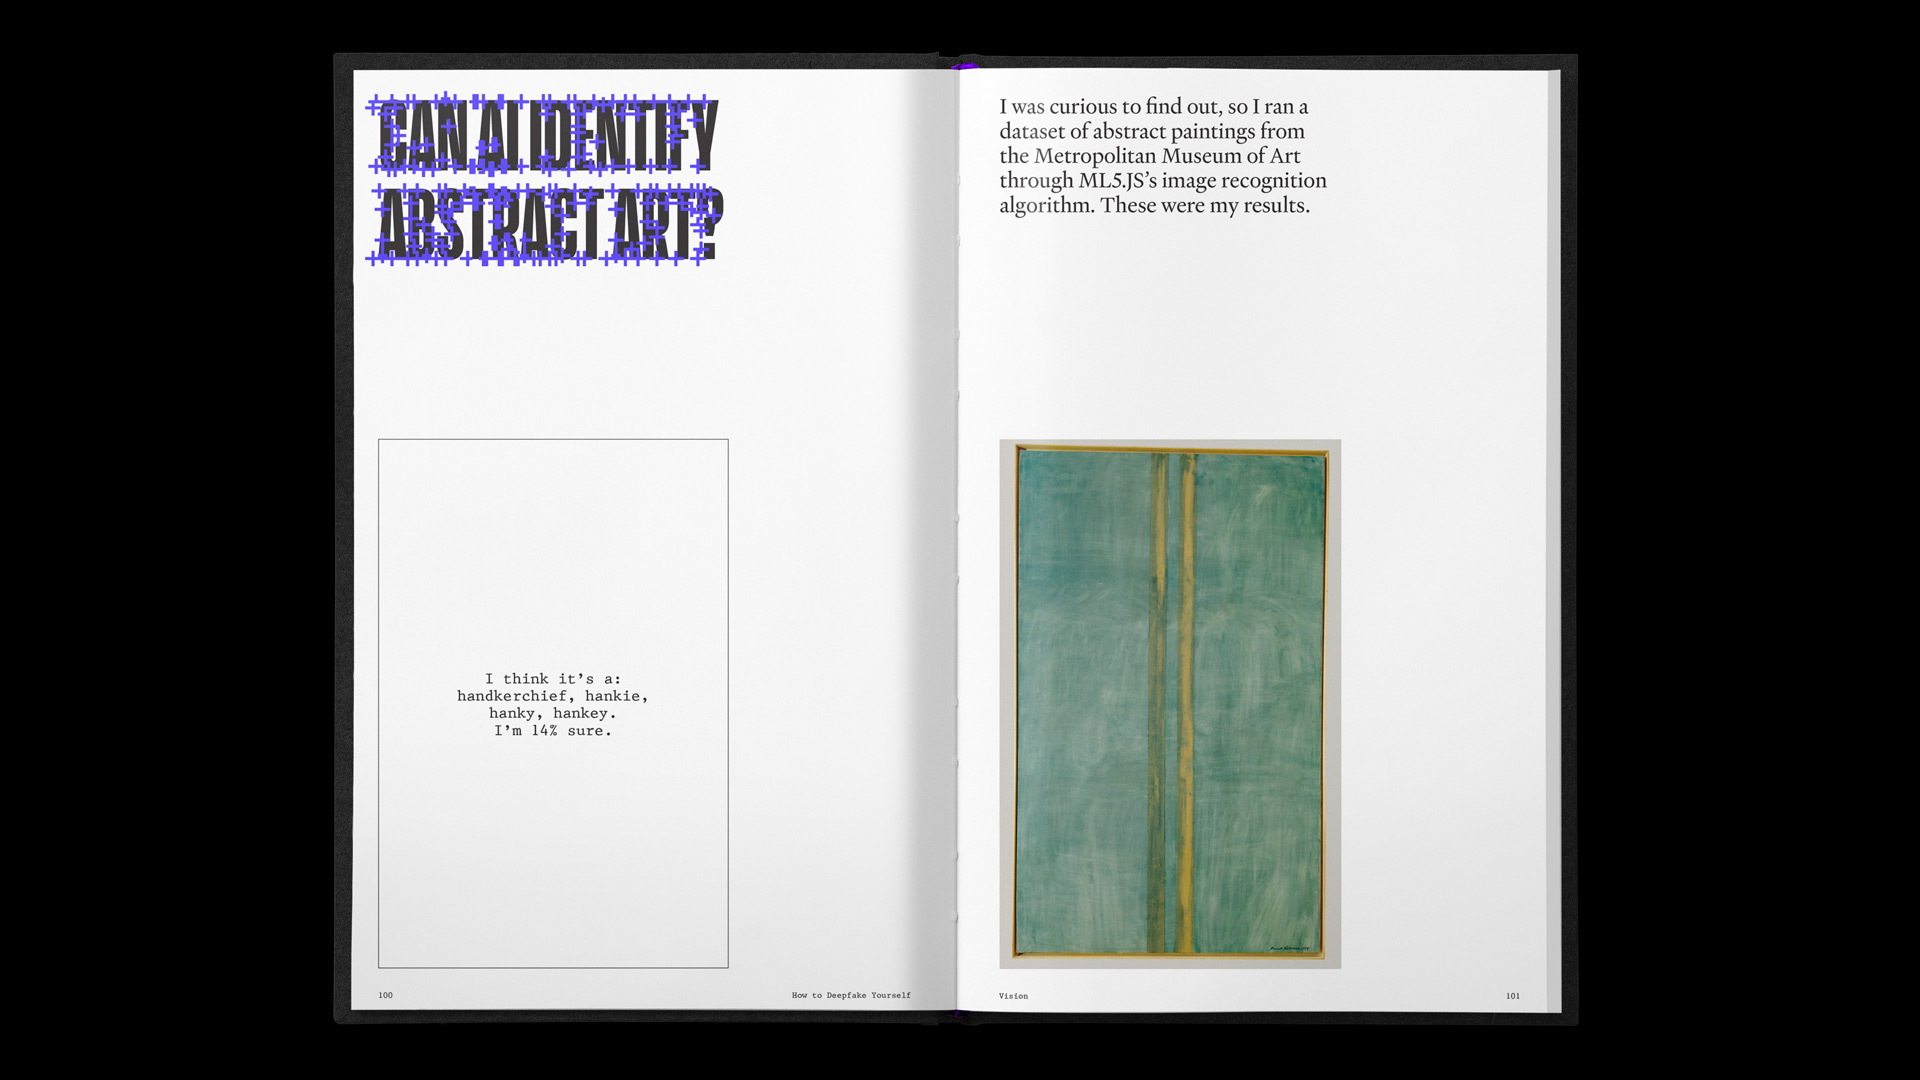 CAN AI IDENTIFY
ABSTRACT ART?
I think it’s a:
handkerchief, hankie,
hanky, hankey.
I’m 14% sure.
100
How to Deepfake Yourself
I was curious to find out, so I ran a
dataset of abstract paintings from
the Metropolitan Museum of Art
through ML5.JS’s image recognition
algorithm. These were my results.
Vision
101